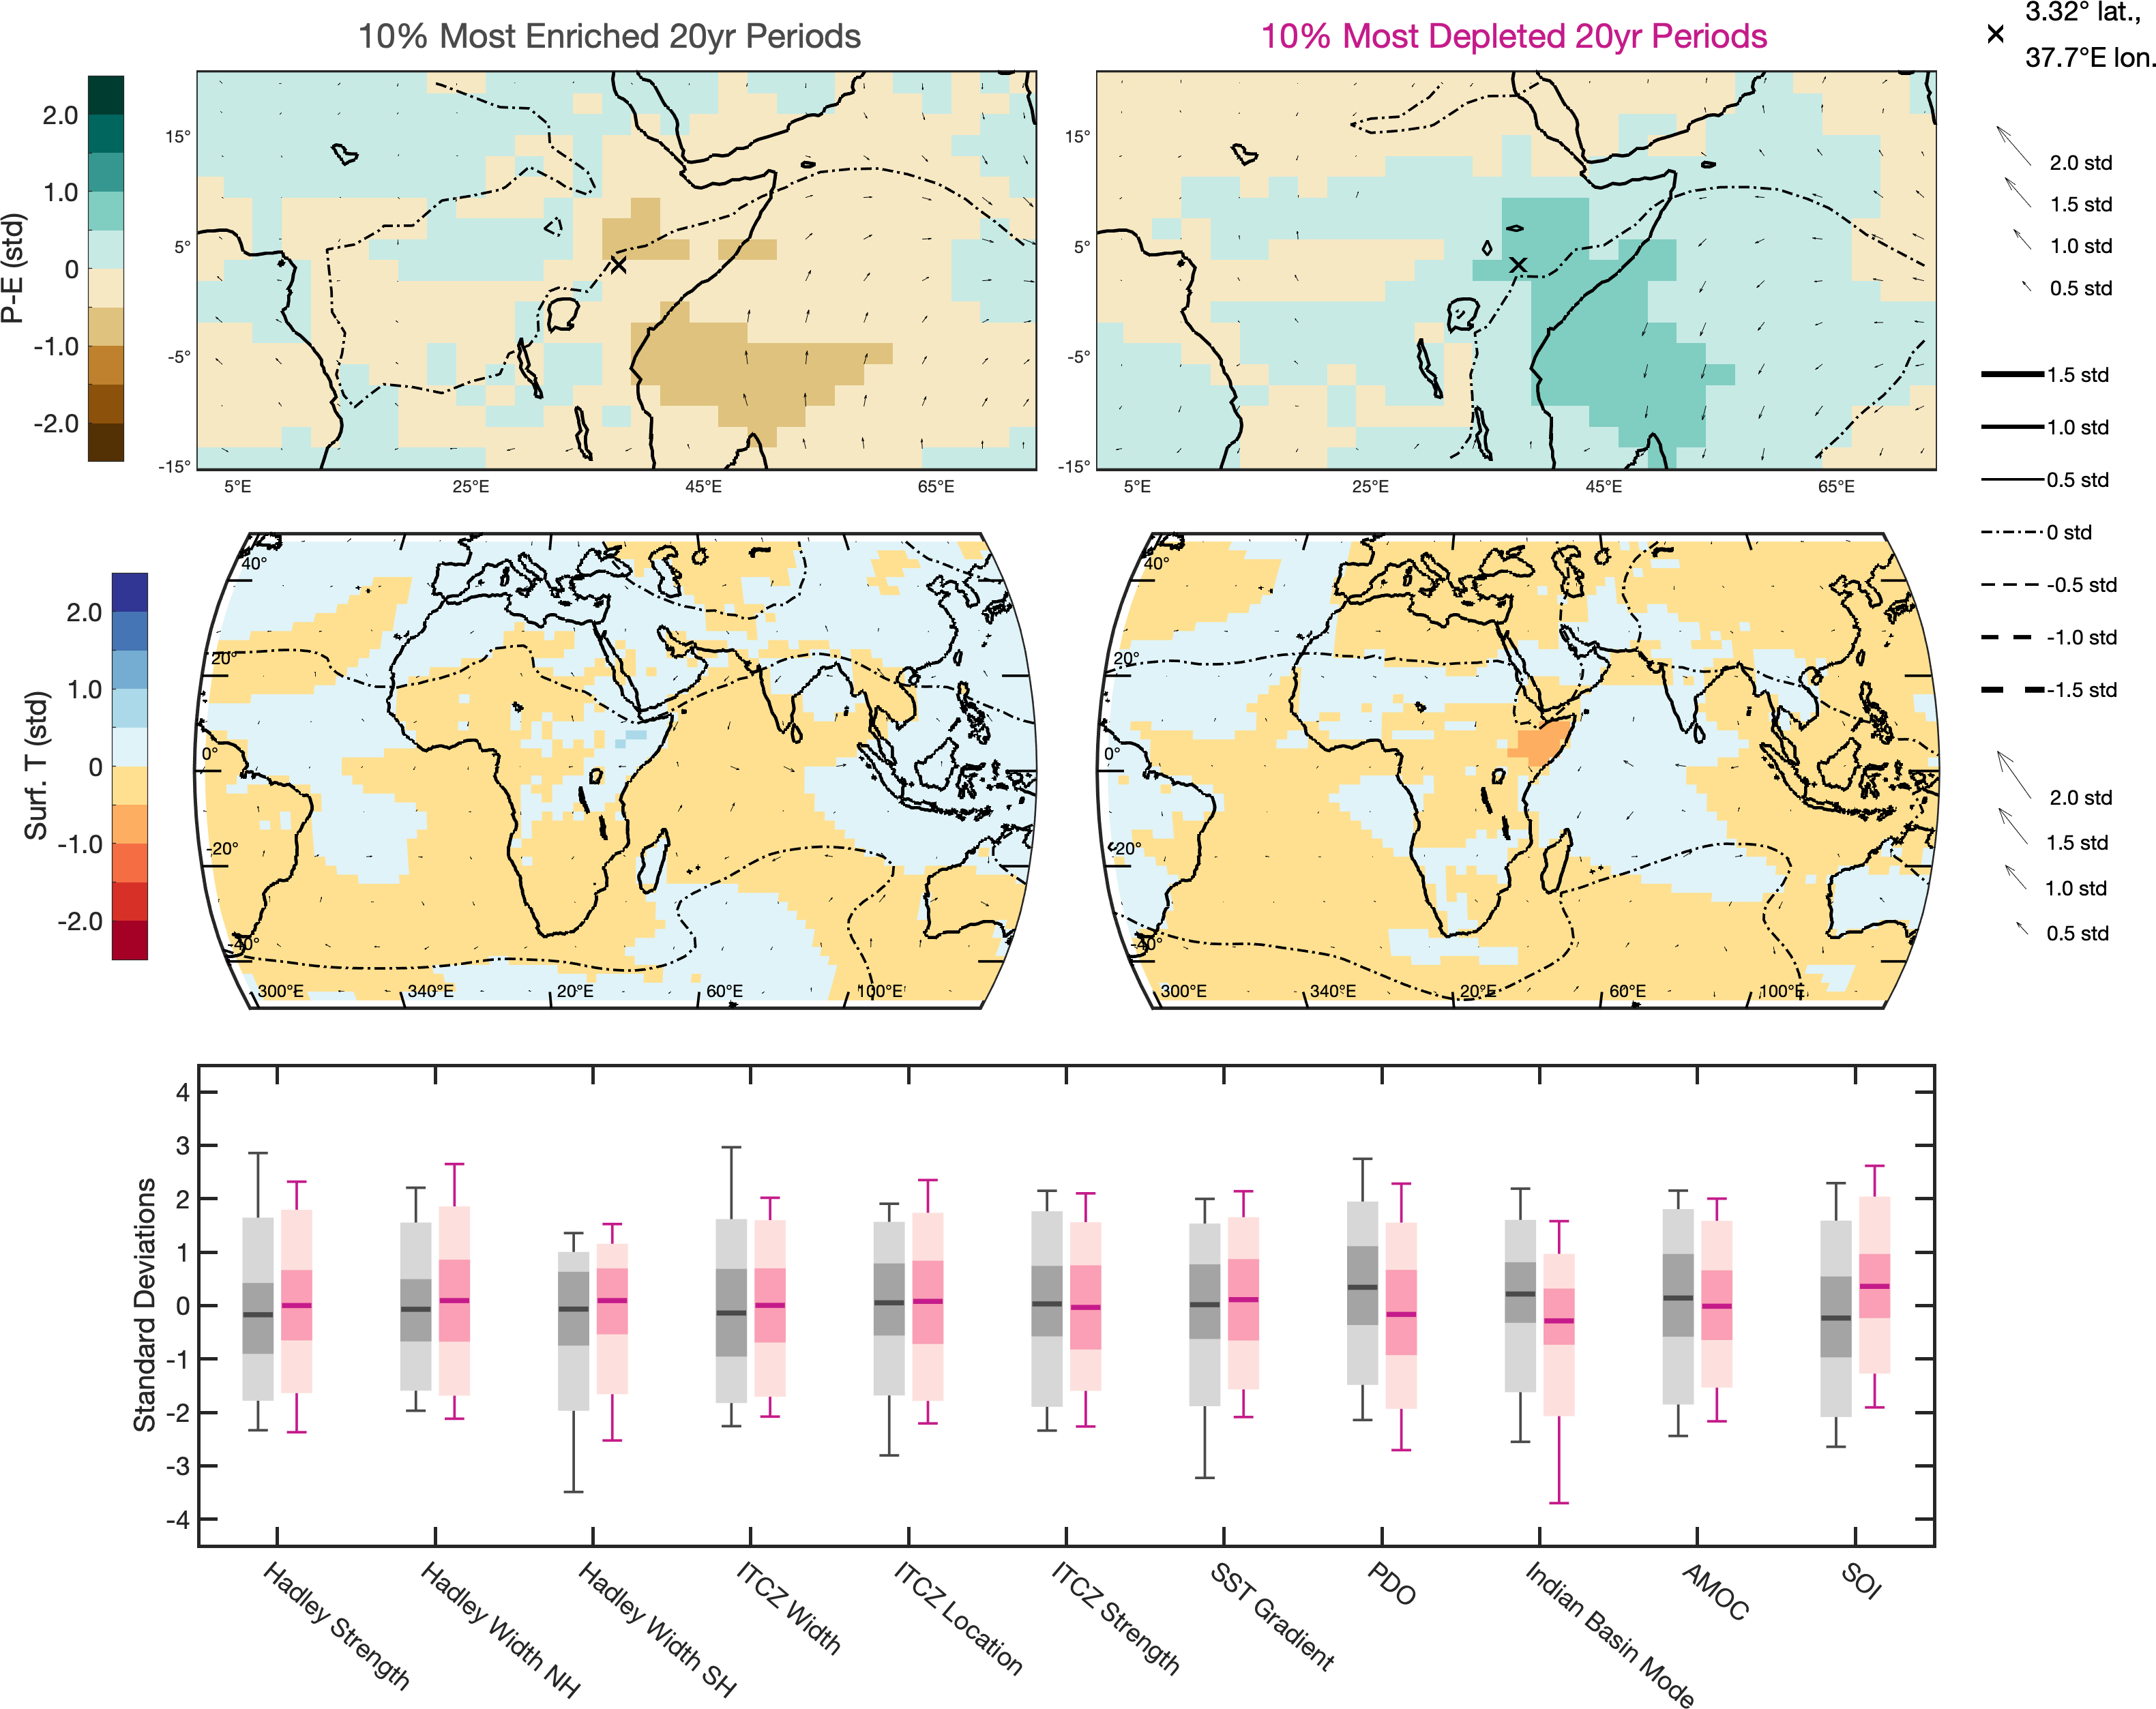 10% Most Enriched 20yr Periods
10% Most Depleted 20yr Periods
3.32° lat.,
37.7°E lon.
P-E (std)
2.0
1.0
0
-1.0
-2.0
15°
5°
-5°
-15°
5°E
25°E
45°E
65°E
15°
5°
-5°
-15°
5°E
25°E
45°E
65°E
2.0 std
1.5 std
1.0 std
0.5 std
1.5 std
1.0 std
0.5 std
0 std
-0.5 std
-1.0 std
-1.5 std
Surf. T (std)
2.0
1.0
0
-1.0
-2.0
40°
20°
0°
-20°
-40°
300°E
340°E
20°E
60°E
100°E
40°
20°
0°
-20°
-40°
300°E
340°E
20°E
60°E
100°E
2.0 std
1.5 std
1.0 std
0.5 std
Standard Deviations
4
3
2
1
0
-1
-2
-3
-4
Hadley Strength
Hadley Width NH
Hadley Width SH
ITCZ Width
ITCZ Location
ITCZ Strength
SST Gradient
PDO
Indian Basin Mode
AMOC
SOI